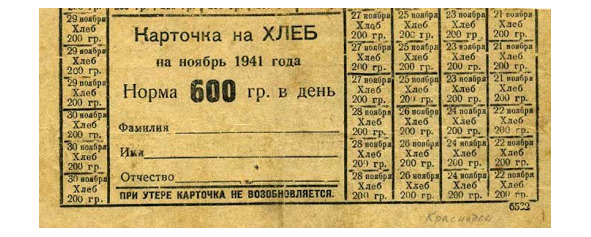 29 ноября
Хлеб
200 гр.
29 ноября
Хлеб
200 гр.
29 ноября
Хлеб
200 гр.
30 ноября
Хлеб
200 гр.
30 ноября
Хлеб
200 гр.
30 ноября
Хлеб
200 гр.
Карточка на ХЛЕБ
на ноябрь 1941 года
Норма 600 гр. в день
Фамилия
Имя
Отчество
ПРИ УТЕРЕ КАРТОЧКА НЕ ВОЗОБНОВЛЯЕТСЯ.
27 ноября 25 ноября 23 ноября 21 ноября
Хлеб Хлеб Хлеб Хлеб
200 гр. 200 гр. 200 гр. 200 гр.
27 ноября 25 ноября 23 ноября 21 ноября
Хлеб Хлеб Хлеб Хлеб
200 гр. 200 гр. 200 гр. 200 гр.
27 ноября 25 ноября 23 ноября 21 ноября
Хлеб Хлеб Хлеб Хлеб
200 гр. 200 гр. 200 гр. 200 гр.
28 ноября 26 ноября 24 ноября 22 ноября
Хлеб Хлеб Хлеб Хлеб
200 гр. 200 гр. 200 гр. 200 гр.
28 ноября 26 ноября 24 ноября 22 ноября
Хлеб Хлеб Хлеб Хлеб
200 гр. 200 гр. 200 гр. 200 гр.
28 ноября 26 ноября 24 ноября 22 ноября
Хлеб Хлеб Хлеб Хлеб
200 гр. 200 гр. 200 гр. 200 гр.
6522